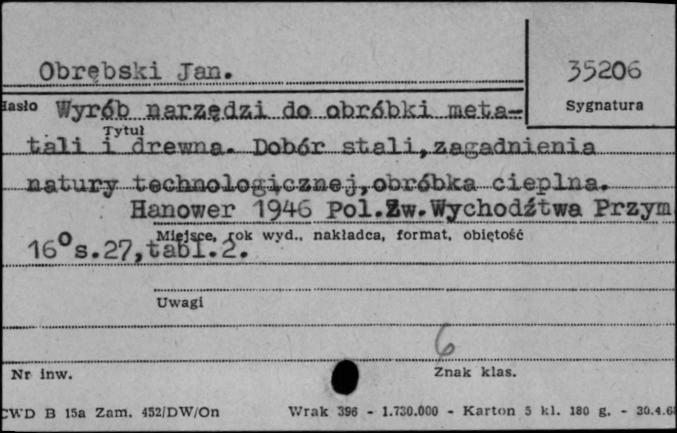 Obrębski Jan.
35206
Hasło
Sygnatura
Wyrób narzędzi do obróbki meta-
Tytuł
tali i drewna. Dobór stali,zagadnienia
natury technologicznej,obróbka cieplna.
Hanower 1946 Pol.Zw.Wychodźtwa Przym
Miejsce, rok wyd., nakładca, format, obiętość
16° s.27,tabl.2.
Uwagi
6
Nr inw.
Znak klas.
CWD B 15a Zam. 452/DW/On Wrak 396 - 1.730.000 - Karton 5 kl. 180 g. - 30.4.6